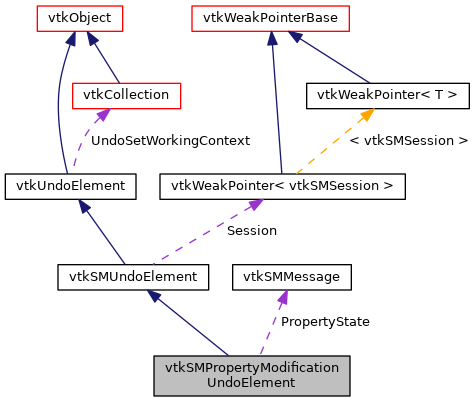 vtkObject
vtkWeakPointerBase
vtkCollection
vtkWeakPointer< T >
UndoSetWorkingContext
< vtkSMSession >
vtkUndoElement
vtkWeakPointer< vtkSMSession >
Session
vtkSMUndoElement
vtkSMMessage
PropertyState
vtkSMPropertyModification
UndoElement